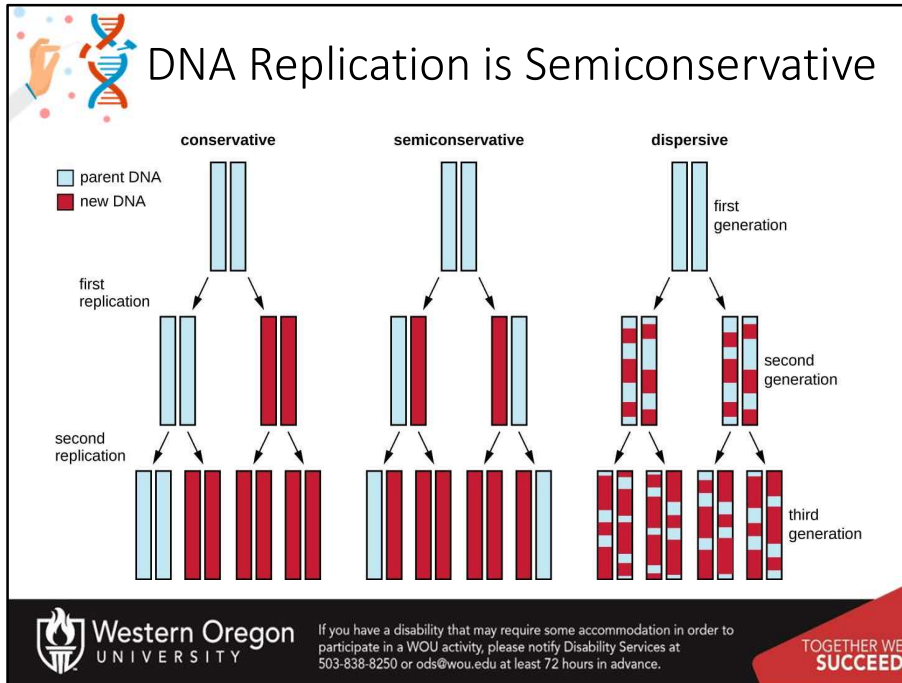 DNA Replication is Semiconservative
conservative
semiconservative
dispersive
parent DNA
new DNA
first
generation
first
replication
second
generation
second
replication
third
generation
Western Oregon
UNIVERSITY
If you have a disability that may require some accommodation in order to
participate in a WOU activity, please notify Disability Services at
503-838-8250 or ods@wou.edu at least 72 hours in advance.
TOGETHER WE
SUCCEED